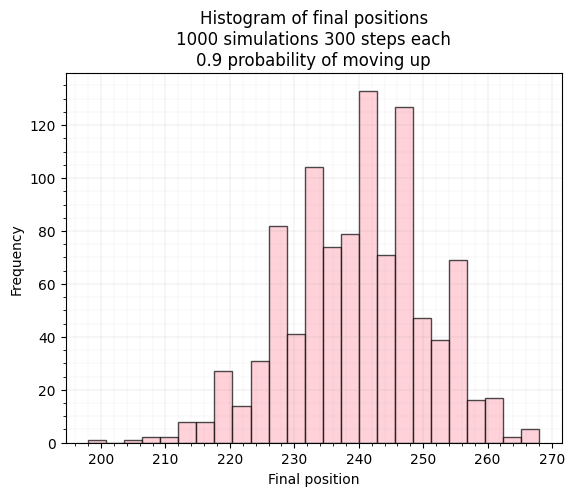 Histogram of final positions
1000 simulations 300 steps each
0.9 probability of moving up
120
100
80
60
40
20
0
Frequency
200 210 220 230 240 250 260 270
Final position